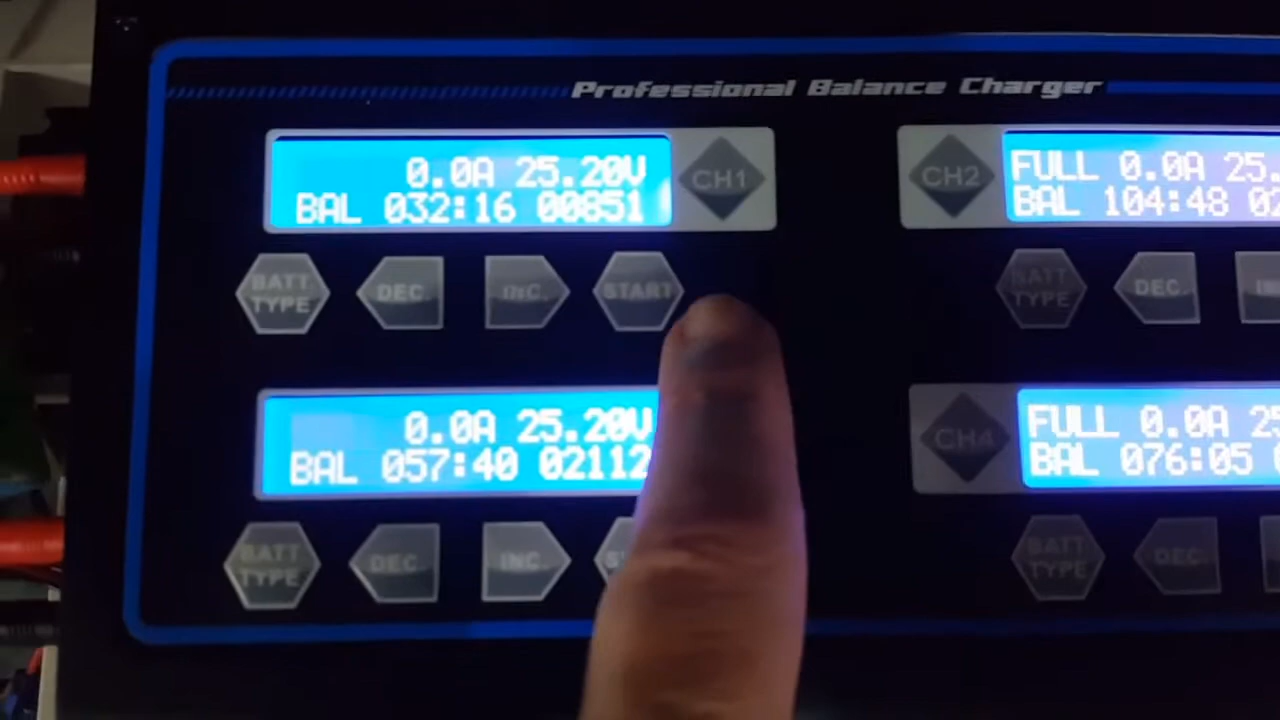 Professional Balance Charger
0.0A 25.20V
BAL 032:16 00851
CH1
CH2
FULL 0.0A 25.
BAL 104:48 02
BATT TYPE
DEC
INC.
START
BATT TYPE
DEC.
0.0A 25.20V
BAL 057:40 02112
CH4
FULL 0.0A 25
BAL 076:05
BATT TYPE
DEC.
INC.
BATT TYPE
DEC.